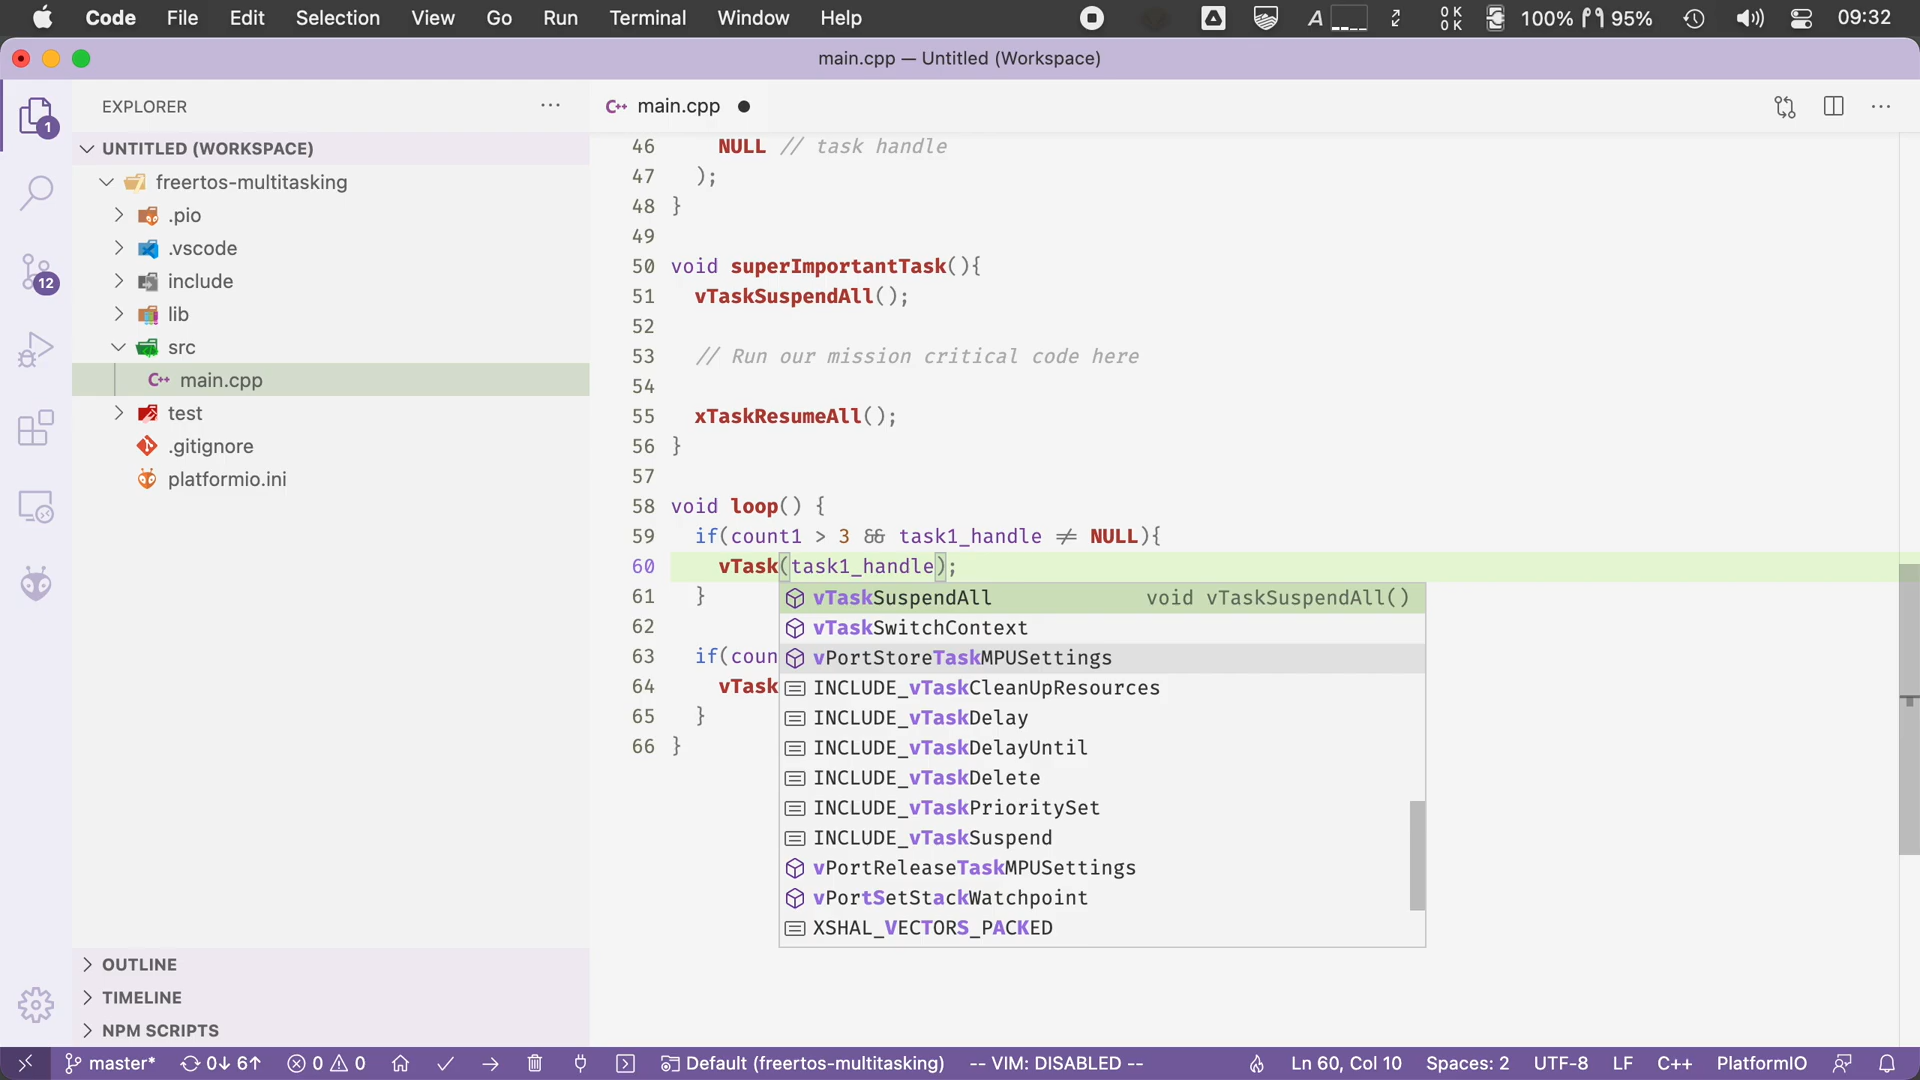 Code File Edit Selection View Go Run Terminal Window Help A 0 K 0 K 100% 95% 09:32
main.cpp — Untitled (Workspace)
EXPLORER ··· C++ main.cpp ● ···
1
UNTITLED (WORKSPACE)
freertos-multitasking
.pio
.vscode
12
include
lib
src
C++ main.cpp
test
.gitignore
platformio.ini
OUTLINE
TIMELINE
NPM SCRIPTS
46 NULL // task handle
47 );
48 }
49
50 void superImportantTask(){
51 vTaskSuspendAll();
52
53 // Run our mission critical code here
54
55 xTaskResumeAll();
56 }
57
58 void loop() {
59 if(count1 > 3 && task1_handle ≠ NULL){
60 vTask(task1_handle);
61 }
62
63 if(coun
64 vTask
65 }
66 }
vTaskSuspendAll void vTaskSuspendAll()
vTaskSwitchContext
vPortStoreTaskMPUSettings
INCLUDE_vTaskCleanUpResources
INCLUDE_vTaskDelay
INCLUDE_vTaskDelayUntil
INCLUDE_vTaskDelete
INCLUDE_vTaskPrioritySet
INCLUDE_vTaskSuspend
vPortReleaseTaskMPUSettings
vPortSetStackWatchpoint
XSHAL_VECTORS_PACKED
master* 0↓ 6↑ 0 0 Default (freertos-multitasking) -- VIM: DISABLED -- Ln 60, Col 10 Spaces: 2 UTF-8 LF C++ PlatformIO